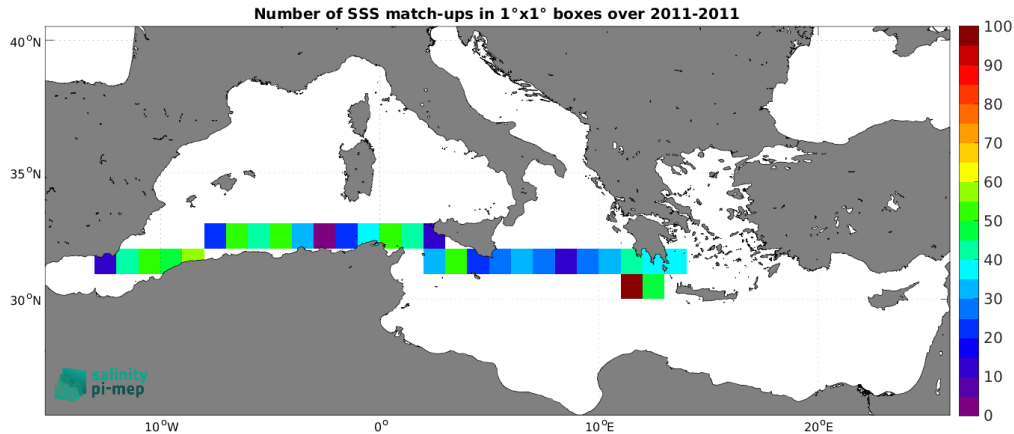 Number of SSS match-ups in 1°x1° boxes over 2011-2011
40°N
35°N
30°N
10°W
0°
10°E
20°E
100
90
80
70
60
50
40
30
20
10
0
salinity
pi-mep